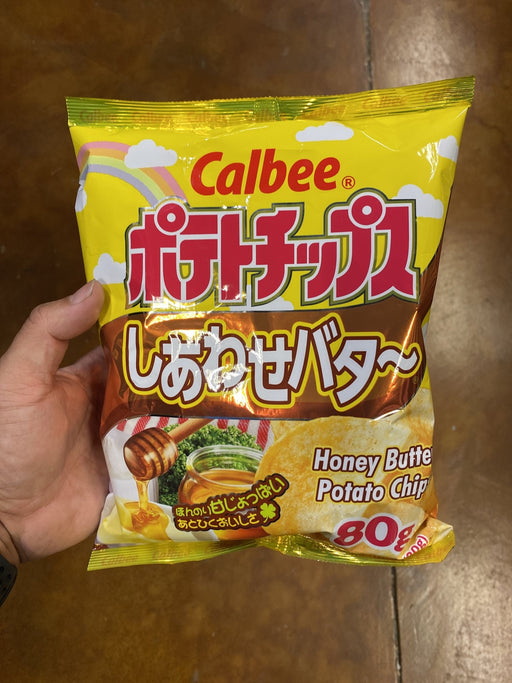 Calbee®
ポテトチップス
しあわせバタ～
Honey Butte
Potato Chip
ほんのり甘じょっぱい
あとひくおいしさ
80g